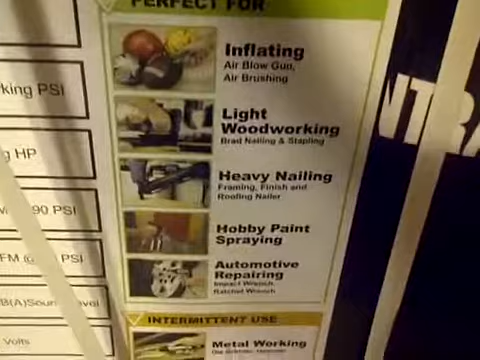 PERFECT FOR
Inflating
Air Blow Gun,
Air Brushing
Light
Woodworking
Brad Nailing & Stapling
Heavy Nailing
Framing, Finish and
Roofing Nailer
Hobby Paint
Spraying
Automotive
Repairing
Impact Wrench,
Ratchet Wrench
INTERMITTENT USE
Metal Working
king PSI
g HP
90 PSI
FM @ PSI
B(A)Sound
Volts